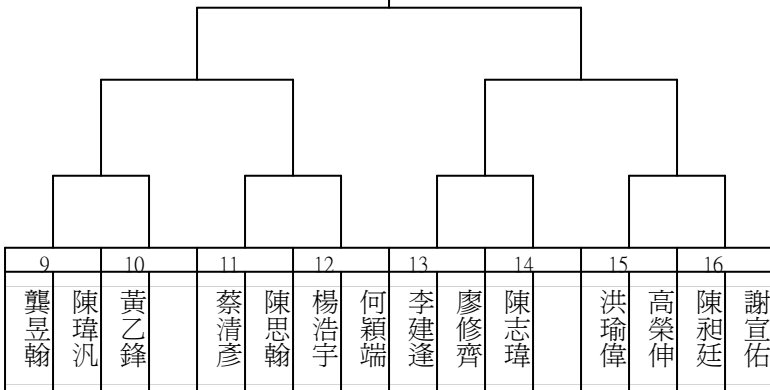 9 10 11 12 13 14 15 16
龔昱翰
陳瑋汎
黃乙鋒
蔡清彥
陳思翰
楊浩宇
何穎端
李建逢
廖修齊
陳志瑋
洪瑜偉
高榮伸
陳昶廷
謝宣佑